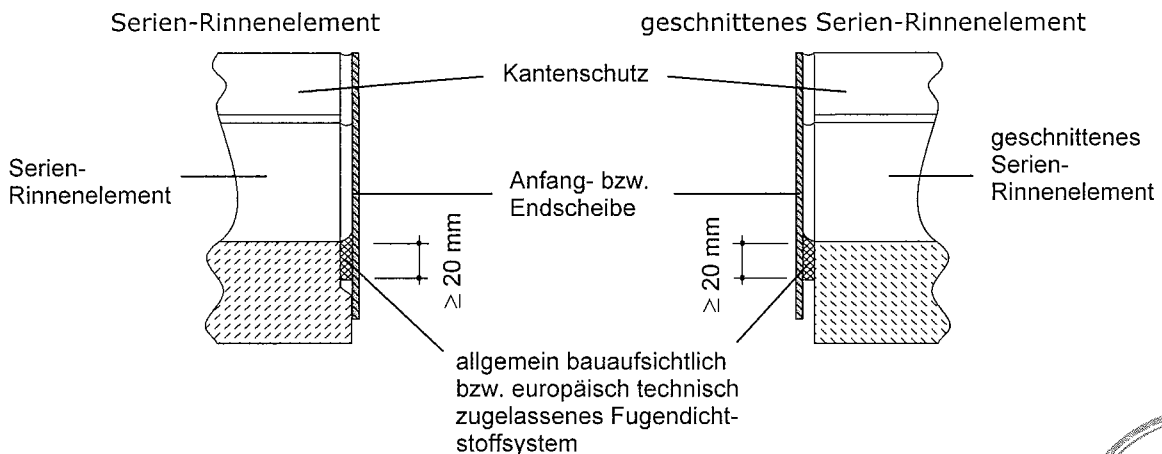 Serien-Rinnenelement
geschnittenes Serien-Rinnenelement
Kantenschutz
Serien-
Rinnenelement
Anfang- bzw.
Endscheibe
geschnittenes
Serien-
Rinnenelement
≥ 20 mm
≥ 20 mm
allgemein bauaufsichtlich
bzw. europäisch technisch
zugelassenes Fugendicht-
stoffsystem